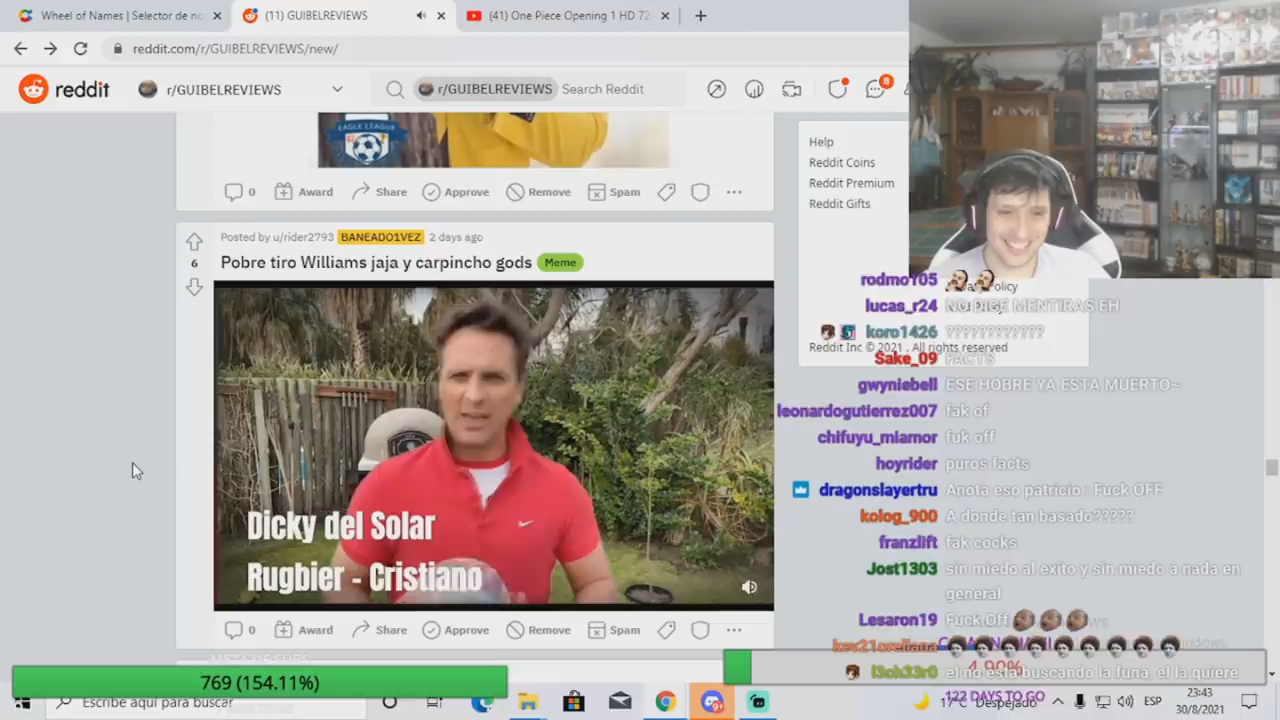 Wheel of Names | Selector de no
(11) GUIBELREVIEWS
(41) One Piece Opening 1 HD 72
reddit.com/r/GUIBELREVIEWS/new/
reddit
r/GUIBELREVIEWS
r/GUIBELREVIEWS
Search Reddit
8
EAGLE LEAGUE
0
Award
Share
Approve
Remove
Spam
Help
Reddit Coins
Reddit Premium
Reddit Gifts
Policy
Reddit Inc © 2021 . All rights reserved
Posted by u/rider2793 BANEADO1VEZ 2 days ago
6
Pobre tiro Williams jaja y carpincho gods Meme
Dicky del Solar
Rugbier - Cristiano
0
Award
Share
Approve
Remove
Spam
rodmo105
lucas_r24 NO DIGE MENTIRAS EH
koro1426 ????????????
Sake_09 FACTS
gwyniebell ESE HOBRE YA ESTA MUERTO~
leonardogutierrez007 fak of
chifuyu_miamor fuk off
hoyrider puros facts
dragonslayertru Anota eso patricio : Fuck OFF
kolog_900 A donde tan basado?????
franzlift fak cocks
Jost1303 sin miedo al exito y sin miedo a nada en
general
Lesaron19 Fuck Off
kev21orellana
l3ch33r0 el no esta buscando la funa, el la quiere
4.90%
769 (154.11%)
122 DAYS TO GO
Escribe aquí para buscar
9+
17°C Despejado
ESP
23:43
30/8/2021